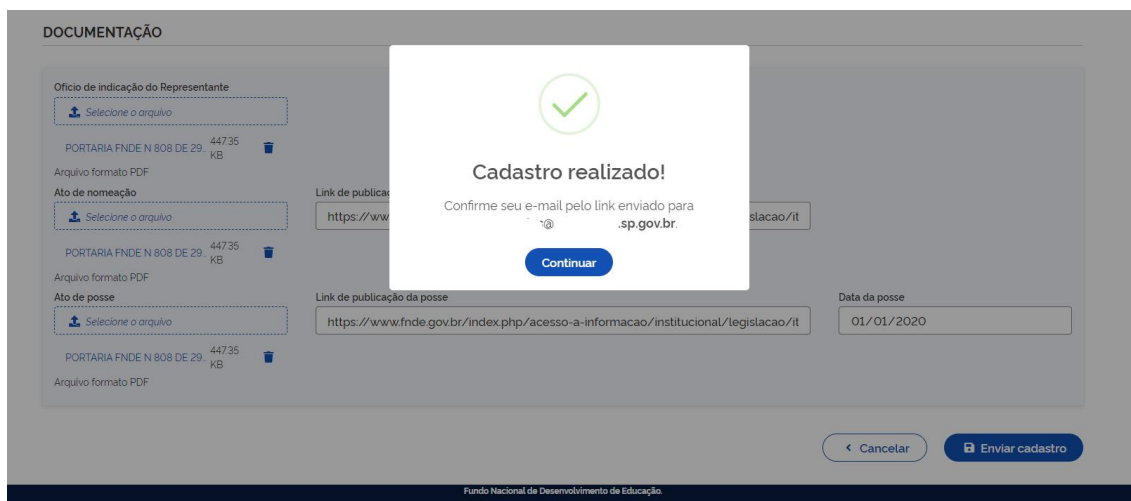 DOCUMENTAÇÃO
Ofício de indicação do Representante
Selecione o arquivo
PORTARIA FNDE N 808 DE 29.. 447.35 KB
Arquivo formato PDF
Ato de nomeação
Link de publica
Selecione o arquivo
https://ww
slacao/it
PORTARIA FNDE N 808 DE 29.. 447.35 KB
Arquivo formato PDF
Ato de posse
Link de publicação da posse
Data da posse
Selecione o arquivo
https://www.fnde.gov.br/index.php/acesso-a-informacao/institucional/legislacao/it
01/01/2020
PORTARIA FNDE N 808 DE 29.. 447.35 KB
Arquivo formato PDF
Cadastro realizado!
Confirme seu e-mail pelo link enviado para
@ .sp.gov.br.
Continuar
Cancelar
Enviar cadastro
Fundo Nacional de Desenvolvimento de Educação.